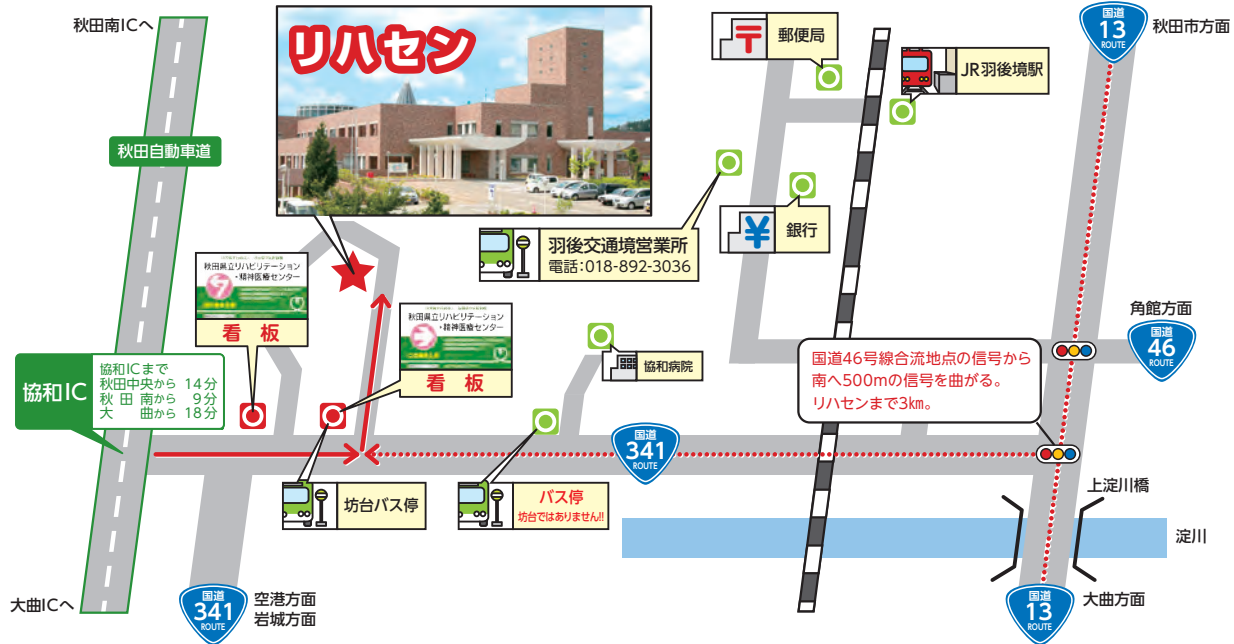 秋田南ICへ
リハセン
郵便局
JR羽後境駅
国道
13
ROUTE
秋田市方面
秋田自動車道
羽後交通境営業所
電話:018-892-3036
銀行
秋田県立リハビリテーション
・精神医療センター
看 板
秋田県立リハビリテーション
・精神医療センター
看 板
角館方面
国道
46
ROUTE
協和IC
協和ICまで
秋田中央から 14分
秋田南から 9分
大曲から 18分
協和病院
国道46号線合流地点の信号から
南へ500mの信号を曲がる。
リハセンまで3km。
国道
341
ROUTE
坊台バス停
バス停
坊台ではありません!!
上淀川橋
淀川
大曲ICへ
国道
341
ROUTE
空港方面
岩城方面
国道
13
ROUTE
大曲方面